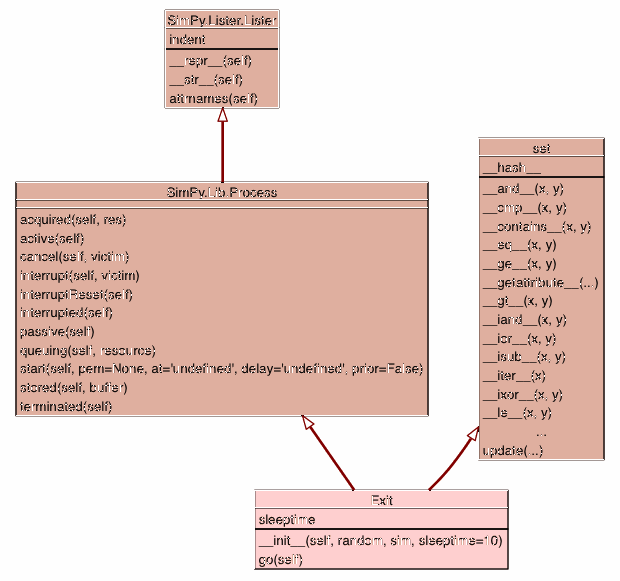 SimPy.Lister.Lister
indent
__repr__(self)
__str__(self)
attrnames(self)
SimPy.Lib.Process
acquired(self, res)
active(self)
cancel(self, victim)
interrupt(self, victim)
interruptReset(self)
interrupted(self)
passive(self)
queuing(self, resource)
start(self, pem=None, at='undefined', delay='undefined', prior=False)
stored(self, buffer)
terminated(self)
set
__hash__
__and__(x, y)
__cmp__(x, y)
__contains__(x, y)
__eq__(x, y)
__ge__(x, y)
__getattribute__(...)
__gt__(x, y)
__iand__(x, y)
__ior__(x, y)
__isub__(x, y)
__iter__(x)
__ixor__(x, y)
__le__(x, y)
...
update(...)
Exit
sleeptime
__init__(self, random, sim, sleeptime=10)
go(self)